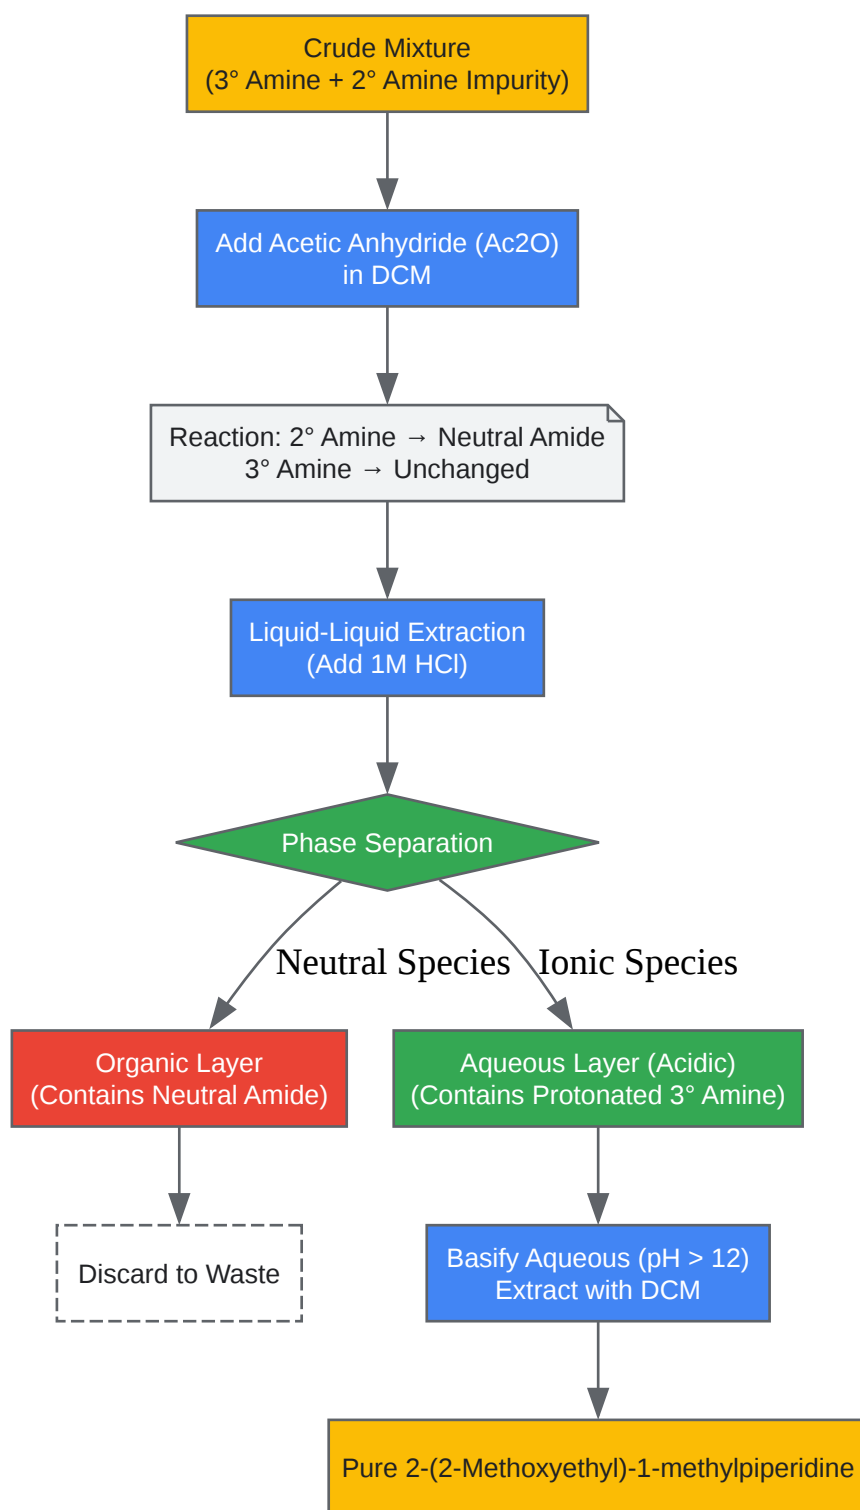 Crude Mixture
(3° Amine + 2° Amine Impurity)
Add Acetic Anhydride (Ac2O)
in DCM
Reaction: 2° Amine → Neutral Amide
3° Amine → Unchanged
Liquid-Liquid Extraction
(Add 1M HCl)
Phase Separation
Neutral Species
Ionic Species
Organic Layer
(Contains Neutral Amide)
Aqueous Layer (Acidic)
(Contains Protonated 3° Amine)
Discard to Waste
Basify Aqueous (pH > 12)
Extract with DCM
Pure 2-(2-Methoxyethyl)-1-methylpiperidine